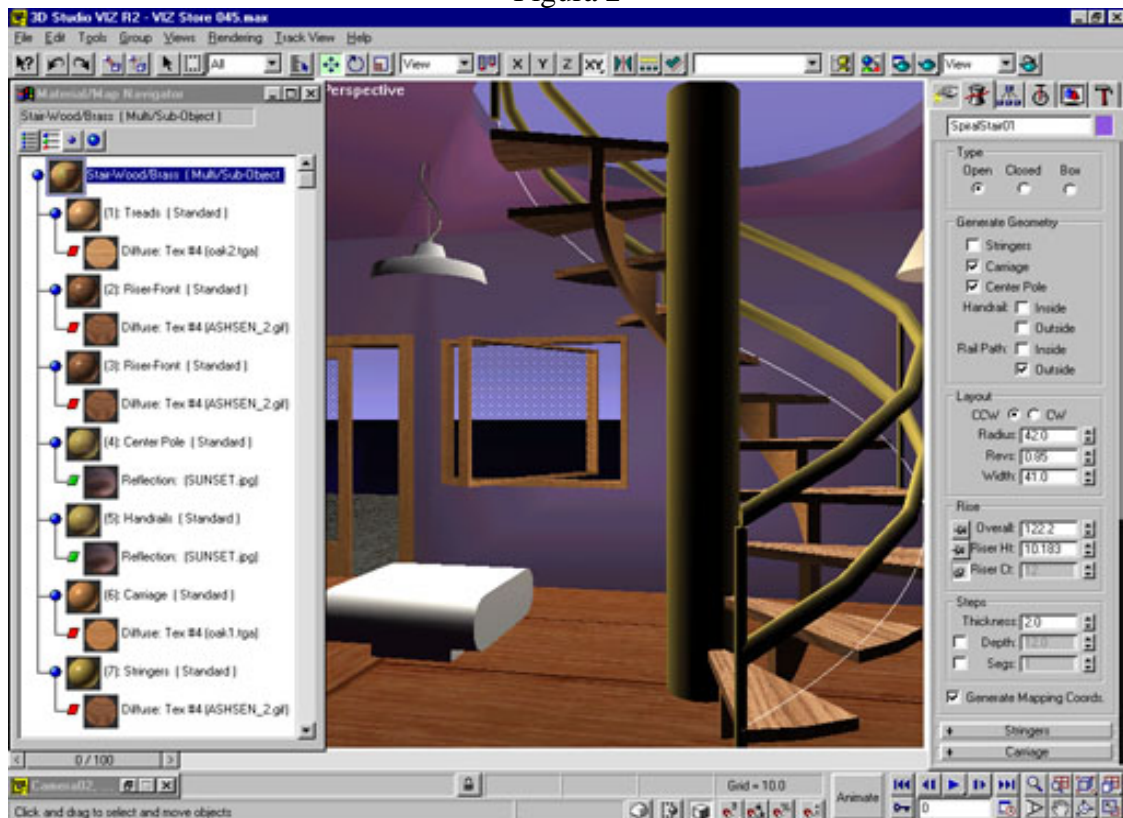 Figura 2
3D Studio VIZ R2 - VIZ Store 045.max
File Edit Tools Group Views Rendering Track View Help
All
View
X Y Z XY
View
Material/Map Navigator
Stair-Wood/Brass ( Multi/Sub-Object )
Stair-Wood/Brass ( Multi/Sub-Object
(1): Treads ( Standard )
Diffuse: Tex #4 (oak2.tga)
(2): Riser-Front ( Standard )
Diffuse: Tex #4 (ASHSEN_2.gif)
(3): Riser-Front ( Standard )
Diffuse: Tex #4 (ASHSEN_2.gif)
(4): Center Pole ( Standard )
Reflection: (SUNSET.jpg)
(5): Handrails ( Standard )
Reflection: (SUNSET.jpg)
(6): Carriage ( Standard )
Diffuse: Tex #4 (oak1.tga)
(7): Stringers ( Standard )
Diffuse: Tex #4 (ASHSEN_2.gif)
Perspective
SpiralStair01
Type
Open Closed Box
Generate Geometry
Stringers
Carriage
Center Pole
Handrail: Inside
Outside
Rail Path: Inside
Outside
Layout
CCW CW
Radius: 42.0
Revs: 0.85
Width: 41.0
Rise
Overall: 122.2
Riser Ht: 10.183
Riser Ct: 12
Steps
Thickness: 2.0
Depth: 12.0
Segs: 1
Generate Mapping Coords.
+ Stringers
+ Carriage
0 / 100
Camera02,
Grid = 10.0
Animate
0
Click and drag to select and move objects